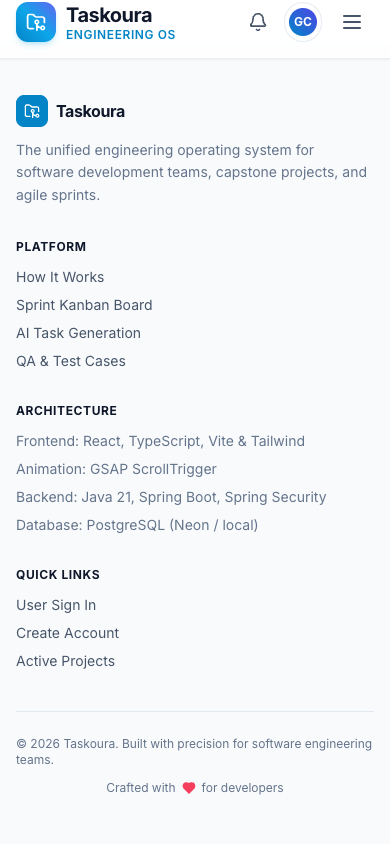 Taskoura
ENGINEERING OS
GC
Taskoura
The unified engineering operating system for
software development teams, capstone projects, and
agile sprints.
PLATFORM
How It Works
Sprint Kanban Board
AI Task Generation
QA & Test Cases
ARCHITECTURE
Frontend: React, TypeScript, Vite & Tailwind
Animation: GSAP ScrollTrigger
Backend: Java 21, Spring Boot, Spring Security
Database: PostgreSQL (Neon / local)
QUICK LINKS
User Sign In
Create Account
Active Projects
© 2026 Taskoura. Built with precision for software engineering
teams.
Crafted with ❤ for developers